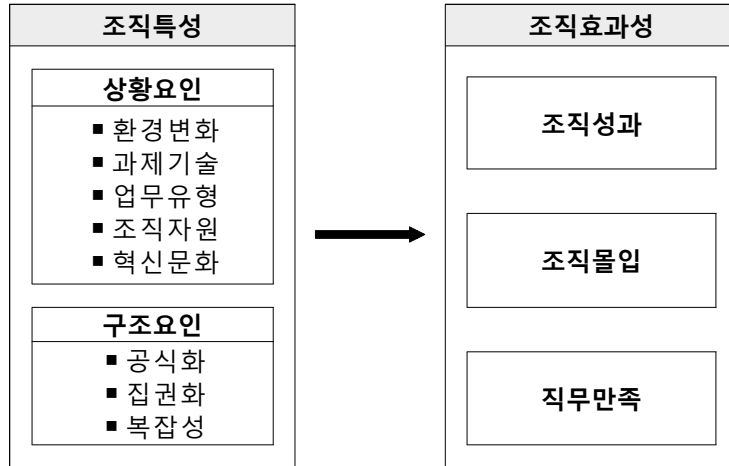 조직특성
상황요인
■ 환경변화
■ 과제기술
■ 업무유형
■ 조직자원
■ 혁신문화
구조요인
■ 공식화
■ 집권화
■ 복잡성
조직효과성
조직성과
조직몰입
직무만족